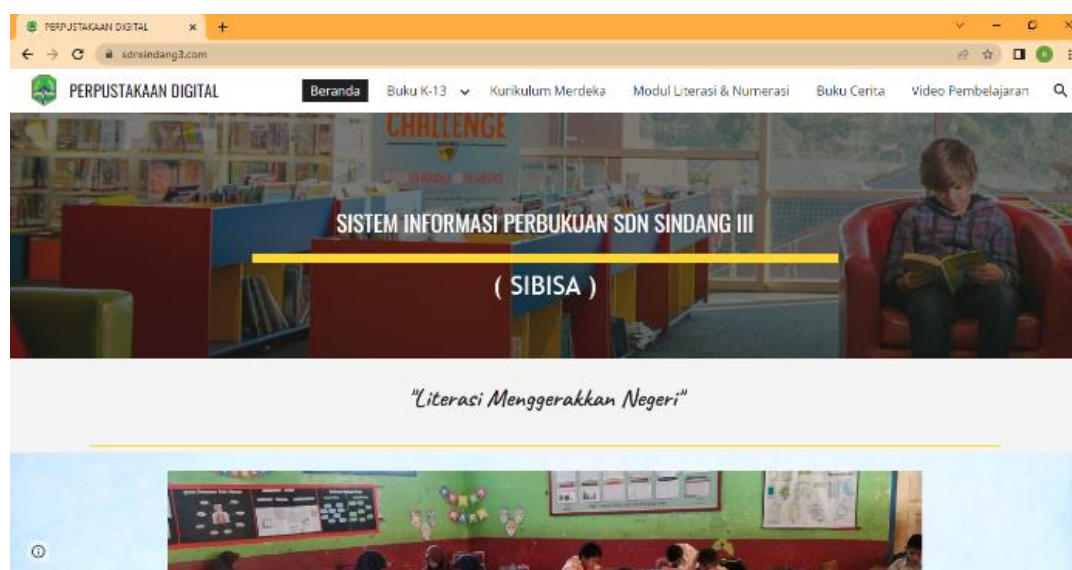 PERPUSTAKAAN DIGITAL
sdnsindang3.com
PERPUSTAKAAN DIGITAL
Beranda
Buku K-13
Kurikulum Merdeka
Modul Literasi & Numerasi
Buku Cerita
Video Pembelajaran
CHALLENGE
SISTEM INFORMASI PERBUKUAN SDN SINDANG III
( SIBISA )
"Literasi Menggerakkan Negeri"